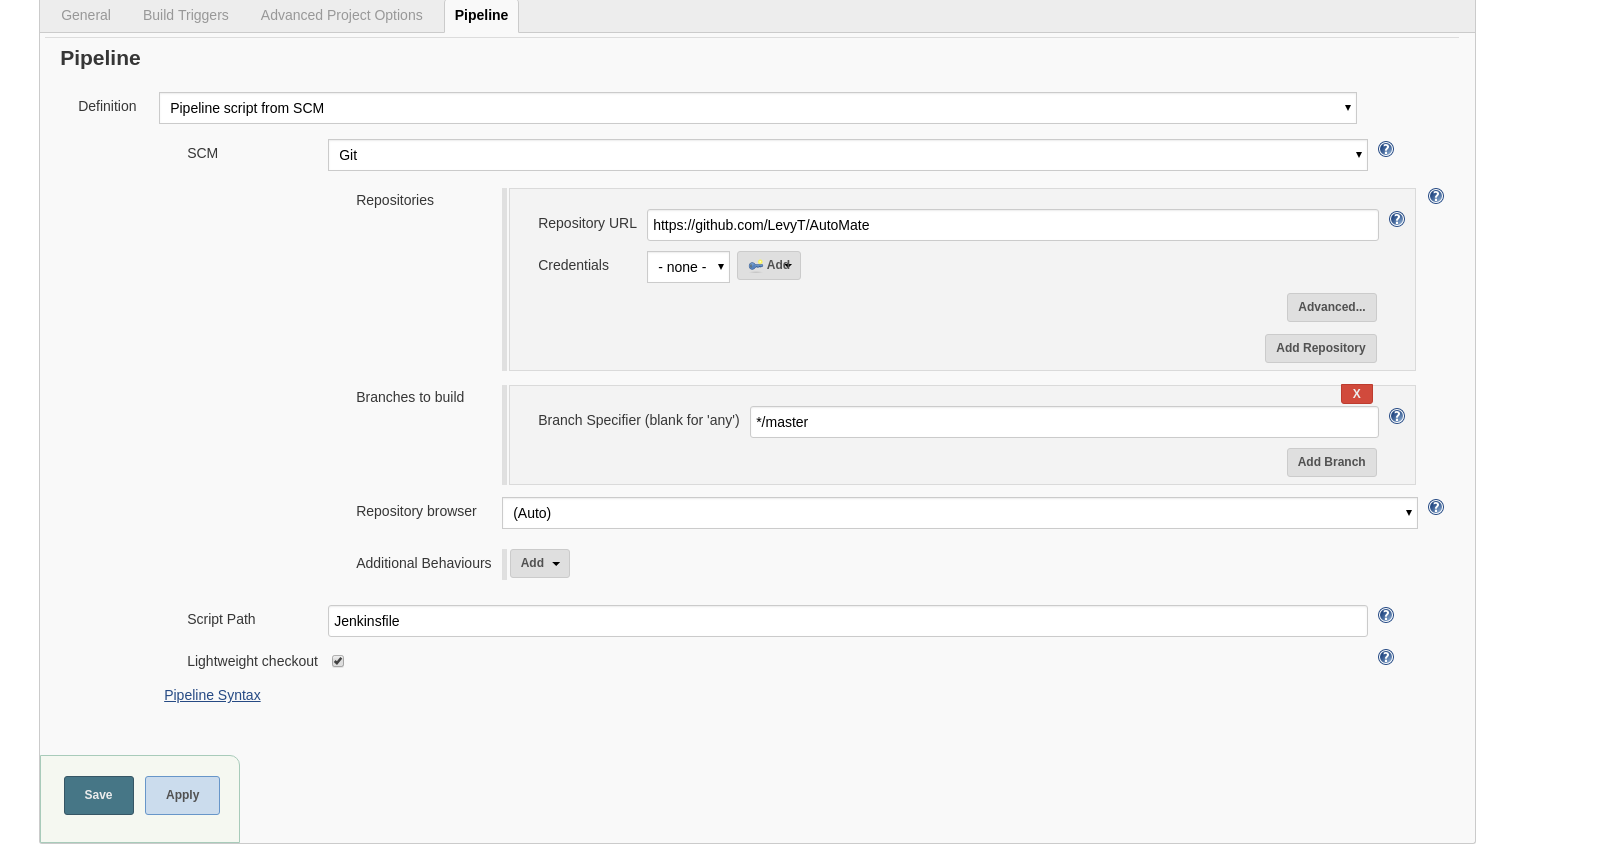 General Build Triggers Advanced Project Options Pipeline
Pipeline
Definition Pipeline script from SCM
SCM Git
Repositories
Repository URL https://github.com/LevyT/AutoMate
Credentials - none - Add
Advanced...
Add Repository
Branches to build
X
Branch Specifier (blank for 'any') */master
Add Branch
Repository browser (Auto)
Additional Behaviours Add
Script Path Jenkinsfile
Lightweight checkout
Pipeline Syntax
Save Apply